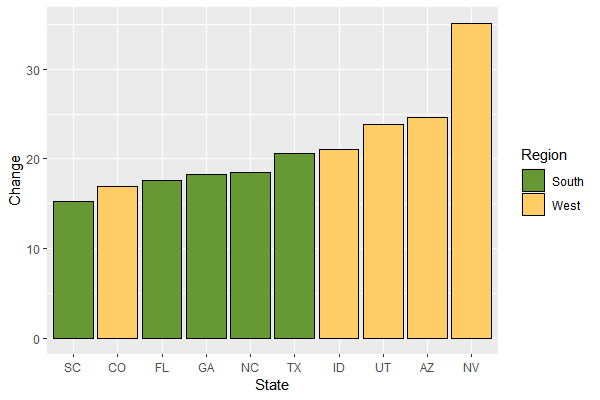 Change
30
20
10
0
SC CO FL GA NC TX ID UT AZ NV
State
Region
South
West